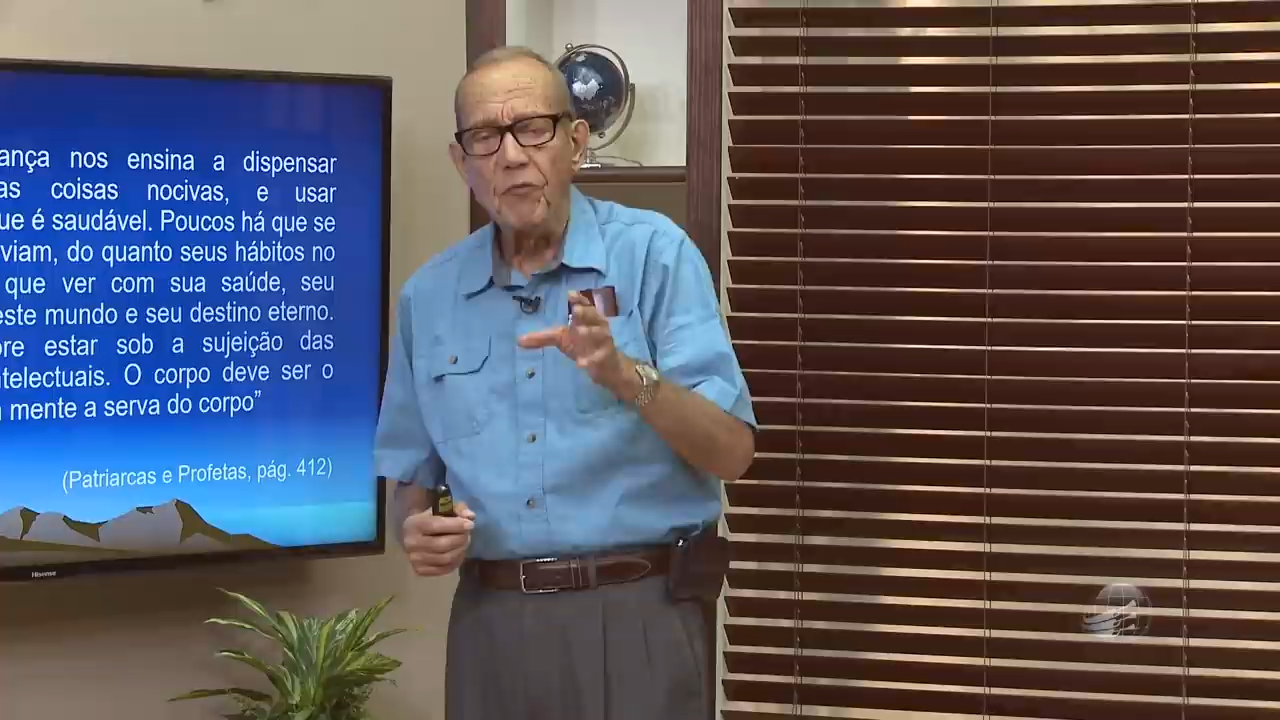 ança nos ensina a dispensar
as coisas nocivas, e usar
ue é saudável. Poucos há que se
viam, do quanto seus hábitos no
que ver com sua saúde, seu
este mundo e seu destino eterno.
ore estar sob a sujeição das
ntelectuais. O corpo deve ser o
mente a serva do corpo”
(Patriarcas e Profetas, pág. 412)
Hisense